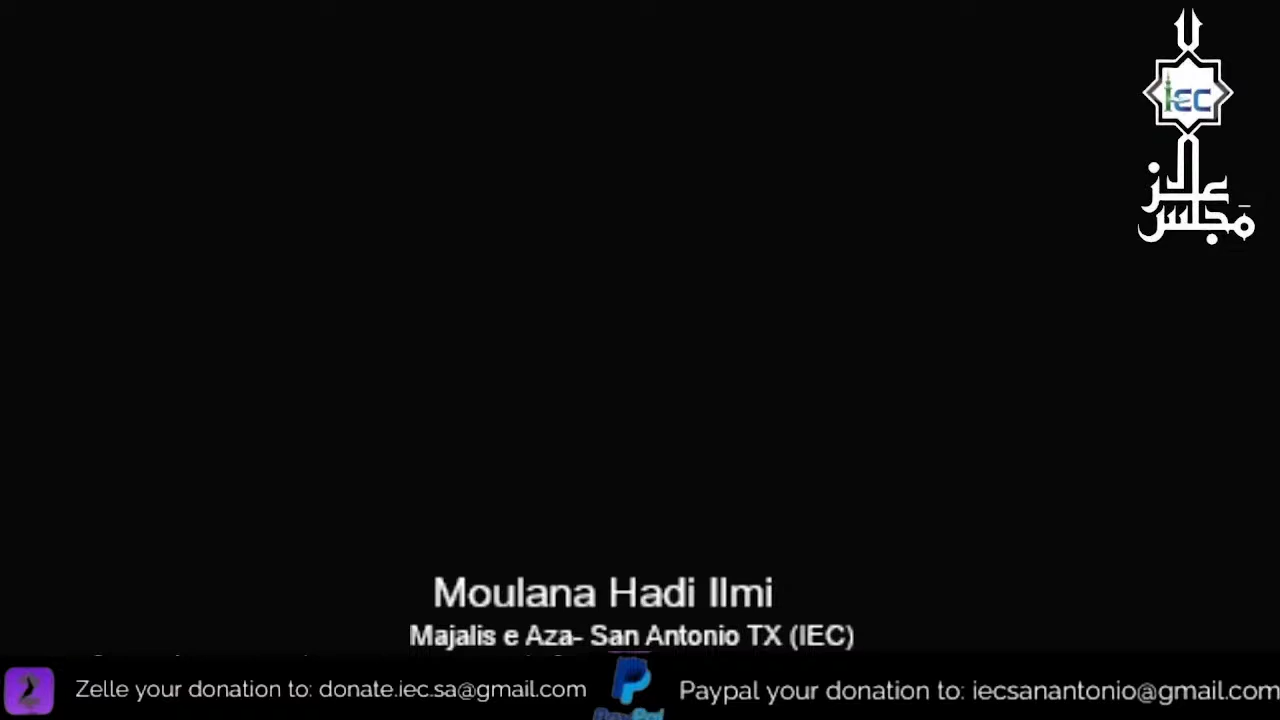 IEC
مجلس عزا
Moulana Hadi Ilmi
Majalis e Aza- San Antonio TX (IEC)
Zelle your donation to: donate.iec.sa@gmail.com
PayPal
Paypal your donation to: iecsanantonio@gmail.com